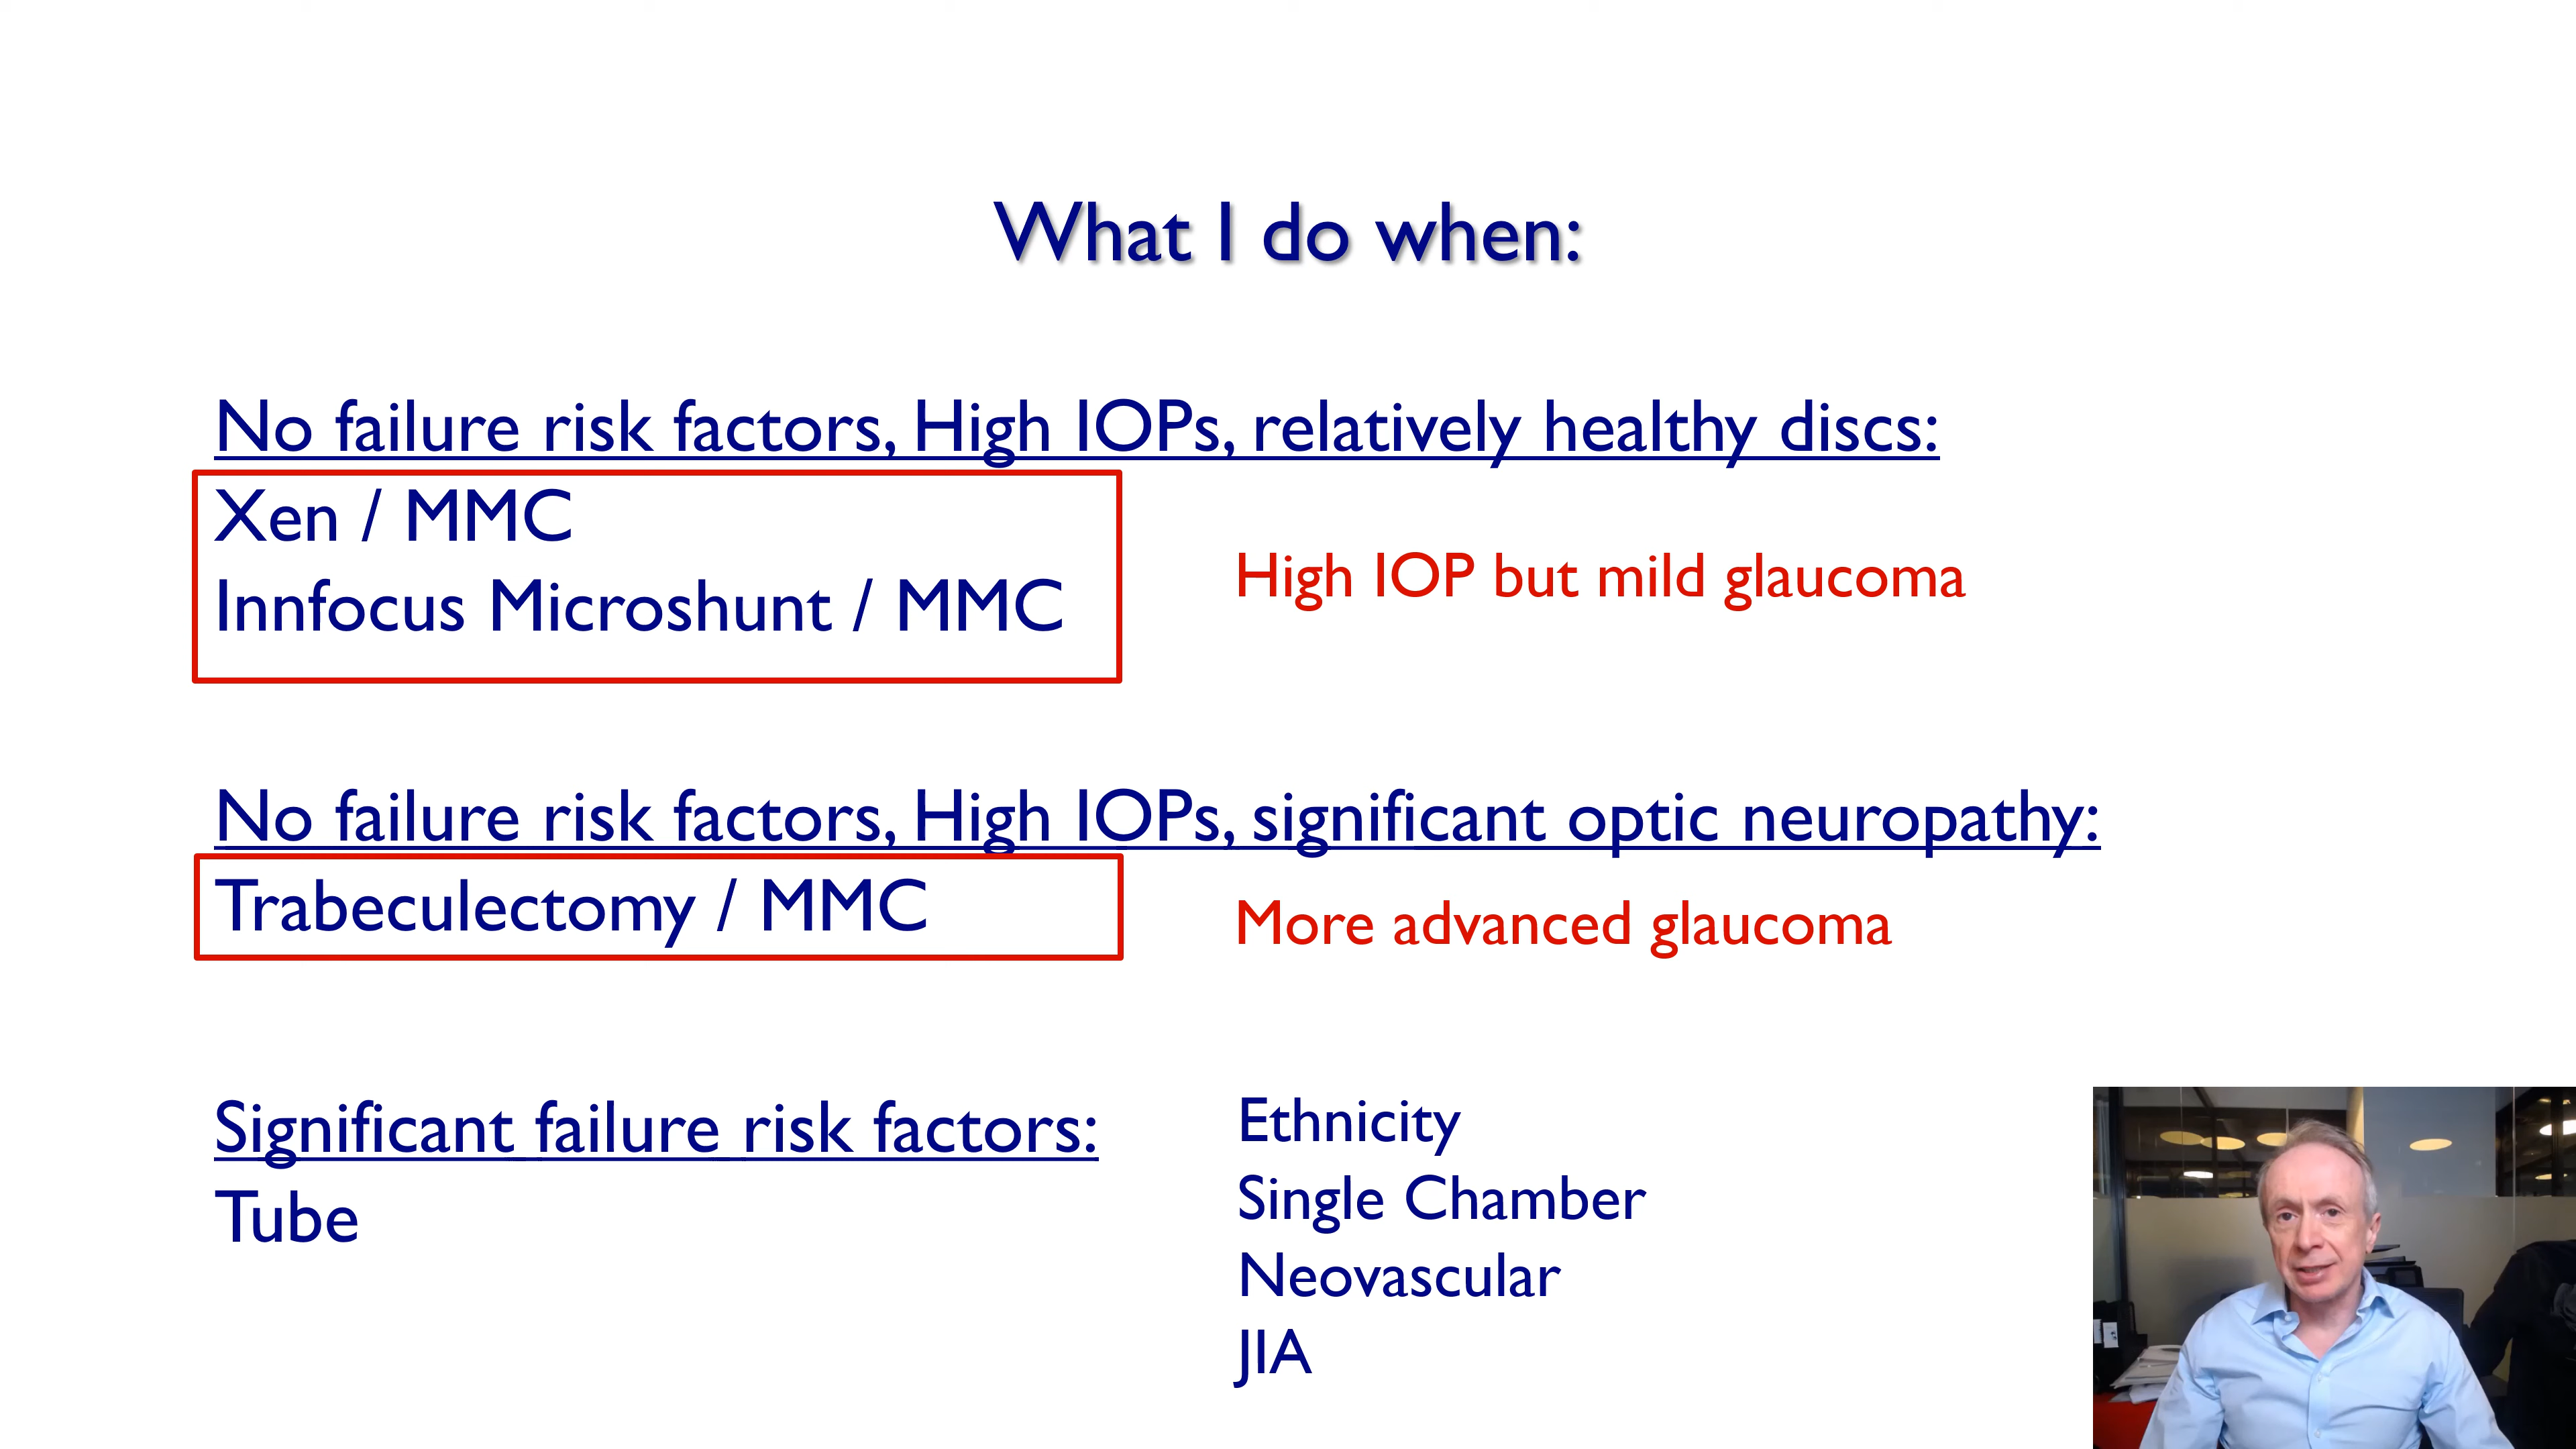 What I do when:
No failure risk factors, High IOPs, relatively healthy discs:
Xen / MMC
Innfocus Microshunt / MMC
High IOP but mild glaucoma
No failure risk factors, High IOPs, significant optic neuropathy:
Trabeculectomy / MMC
More advanced glaucoma
Significant failure risk factors:
Tube
Ethnicity
Single Chamber
Neovascular
JIA